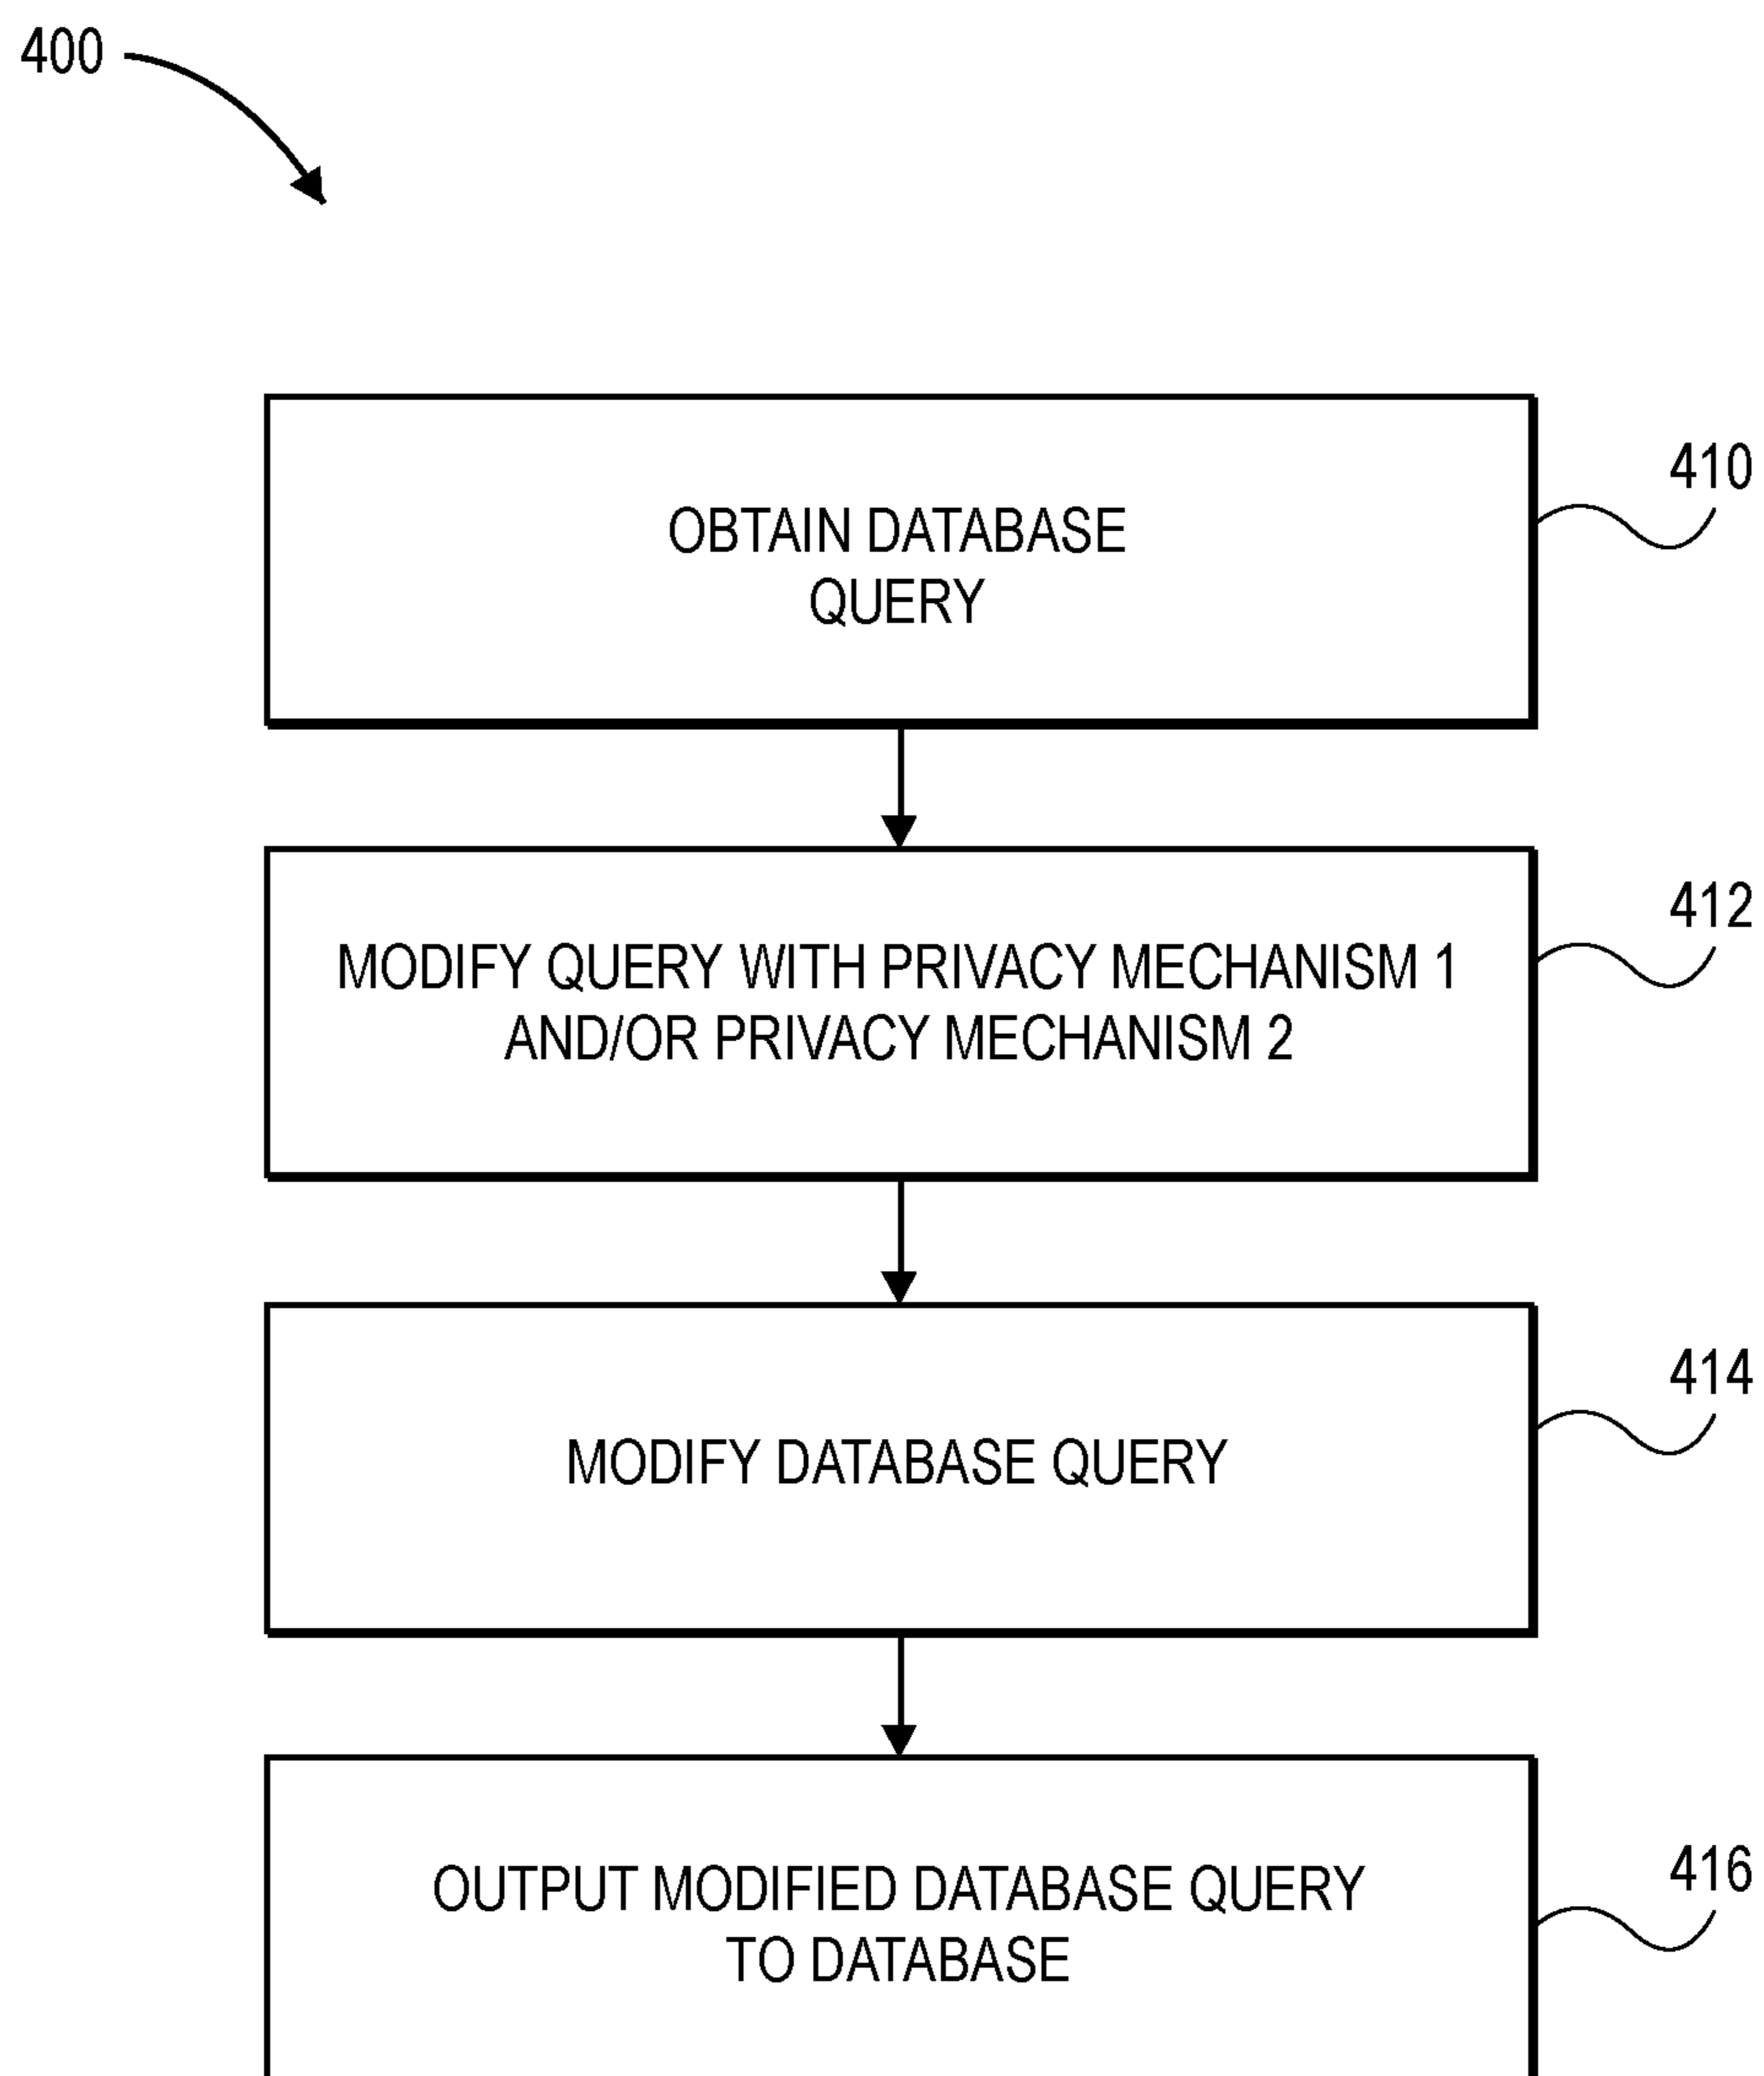 400
410
OBTAIN DATABASE
QUERY
412
MODIFY QUERY WITH PRIVACY MECHANISM 1
AND/OR PRIVACY MECHANISM 2
414
MODIFY DATABASE QUERY
416
OUTPUT MODIFIED DATABASE QUERY
TO DATABASE